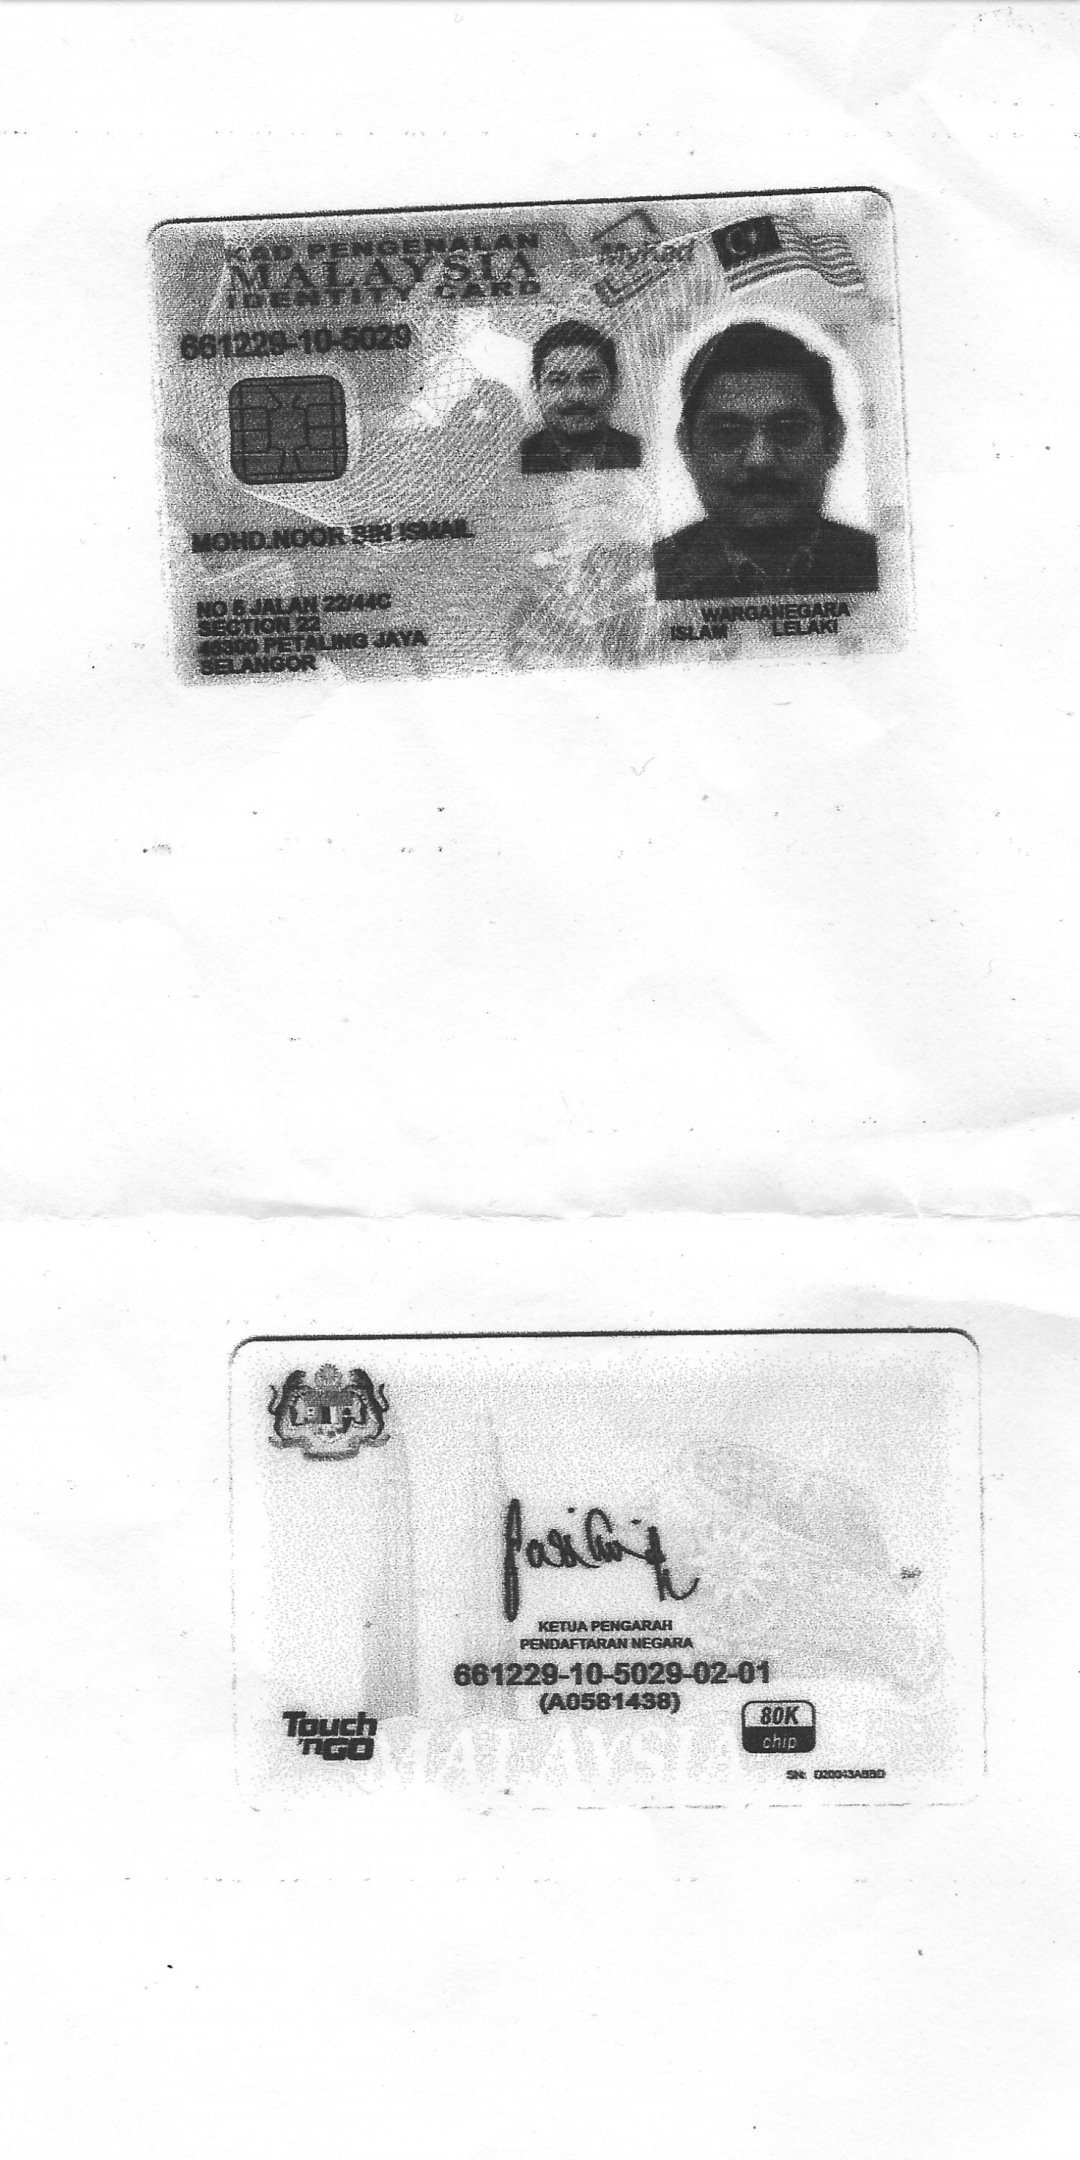 KAD PENGENALAN
MALAYSIA
IDENTITY CARD
MyKad
661229-10-5029
MOHD.NOOR BIN ISMAIL
NO 5 JALAN 22/44C
SECTION 22
46300 PETALING JAYA
SELANGOR
WARGANEGARA
ISLAM LELAKI
KETUA PENGARAH
PENDAFTARAN NEGARA
661229-10-5029-02-01
(A0581438)
Touch
'nGO
80K
chip
MALAYSIA
SN: